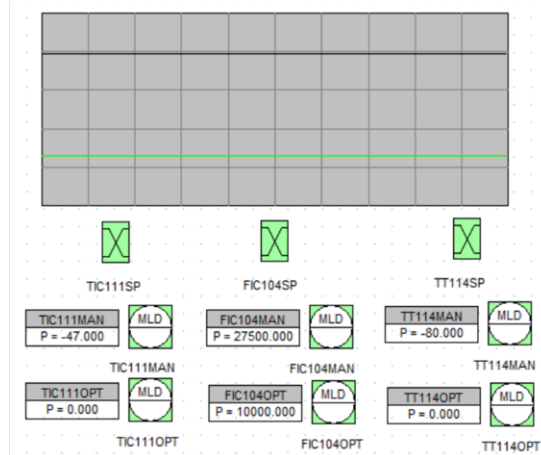 TIC111SP FIC104SP TT114SP
TIC111MAN MLD FIC104MAN MLD TT114MAN MLD
P = -47.000 P = 27500.000 P = -80.000
TIC111MAN FIC104MAN TT114MAN
TIC111OPT MLD FIC104OPT MLD TT114OPT MLD
P = 0.000 P = 10000.000 P = 0.000
TIC111OPT FIC104OPT TT114OPT